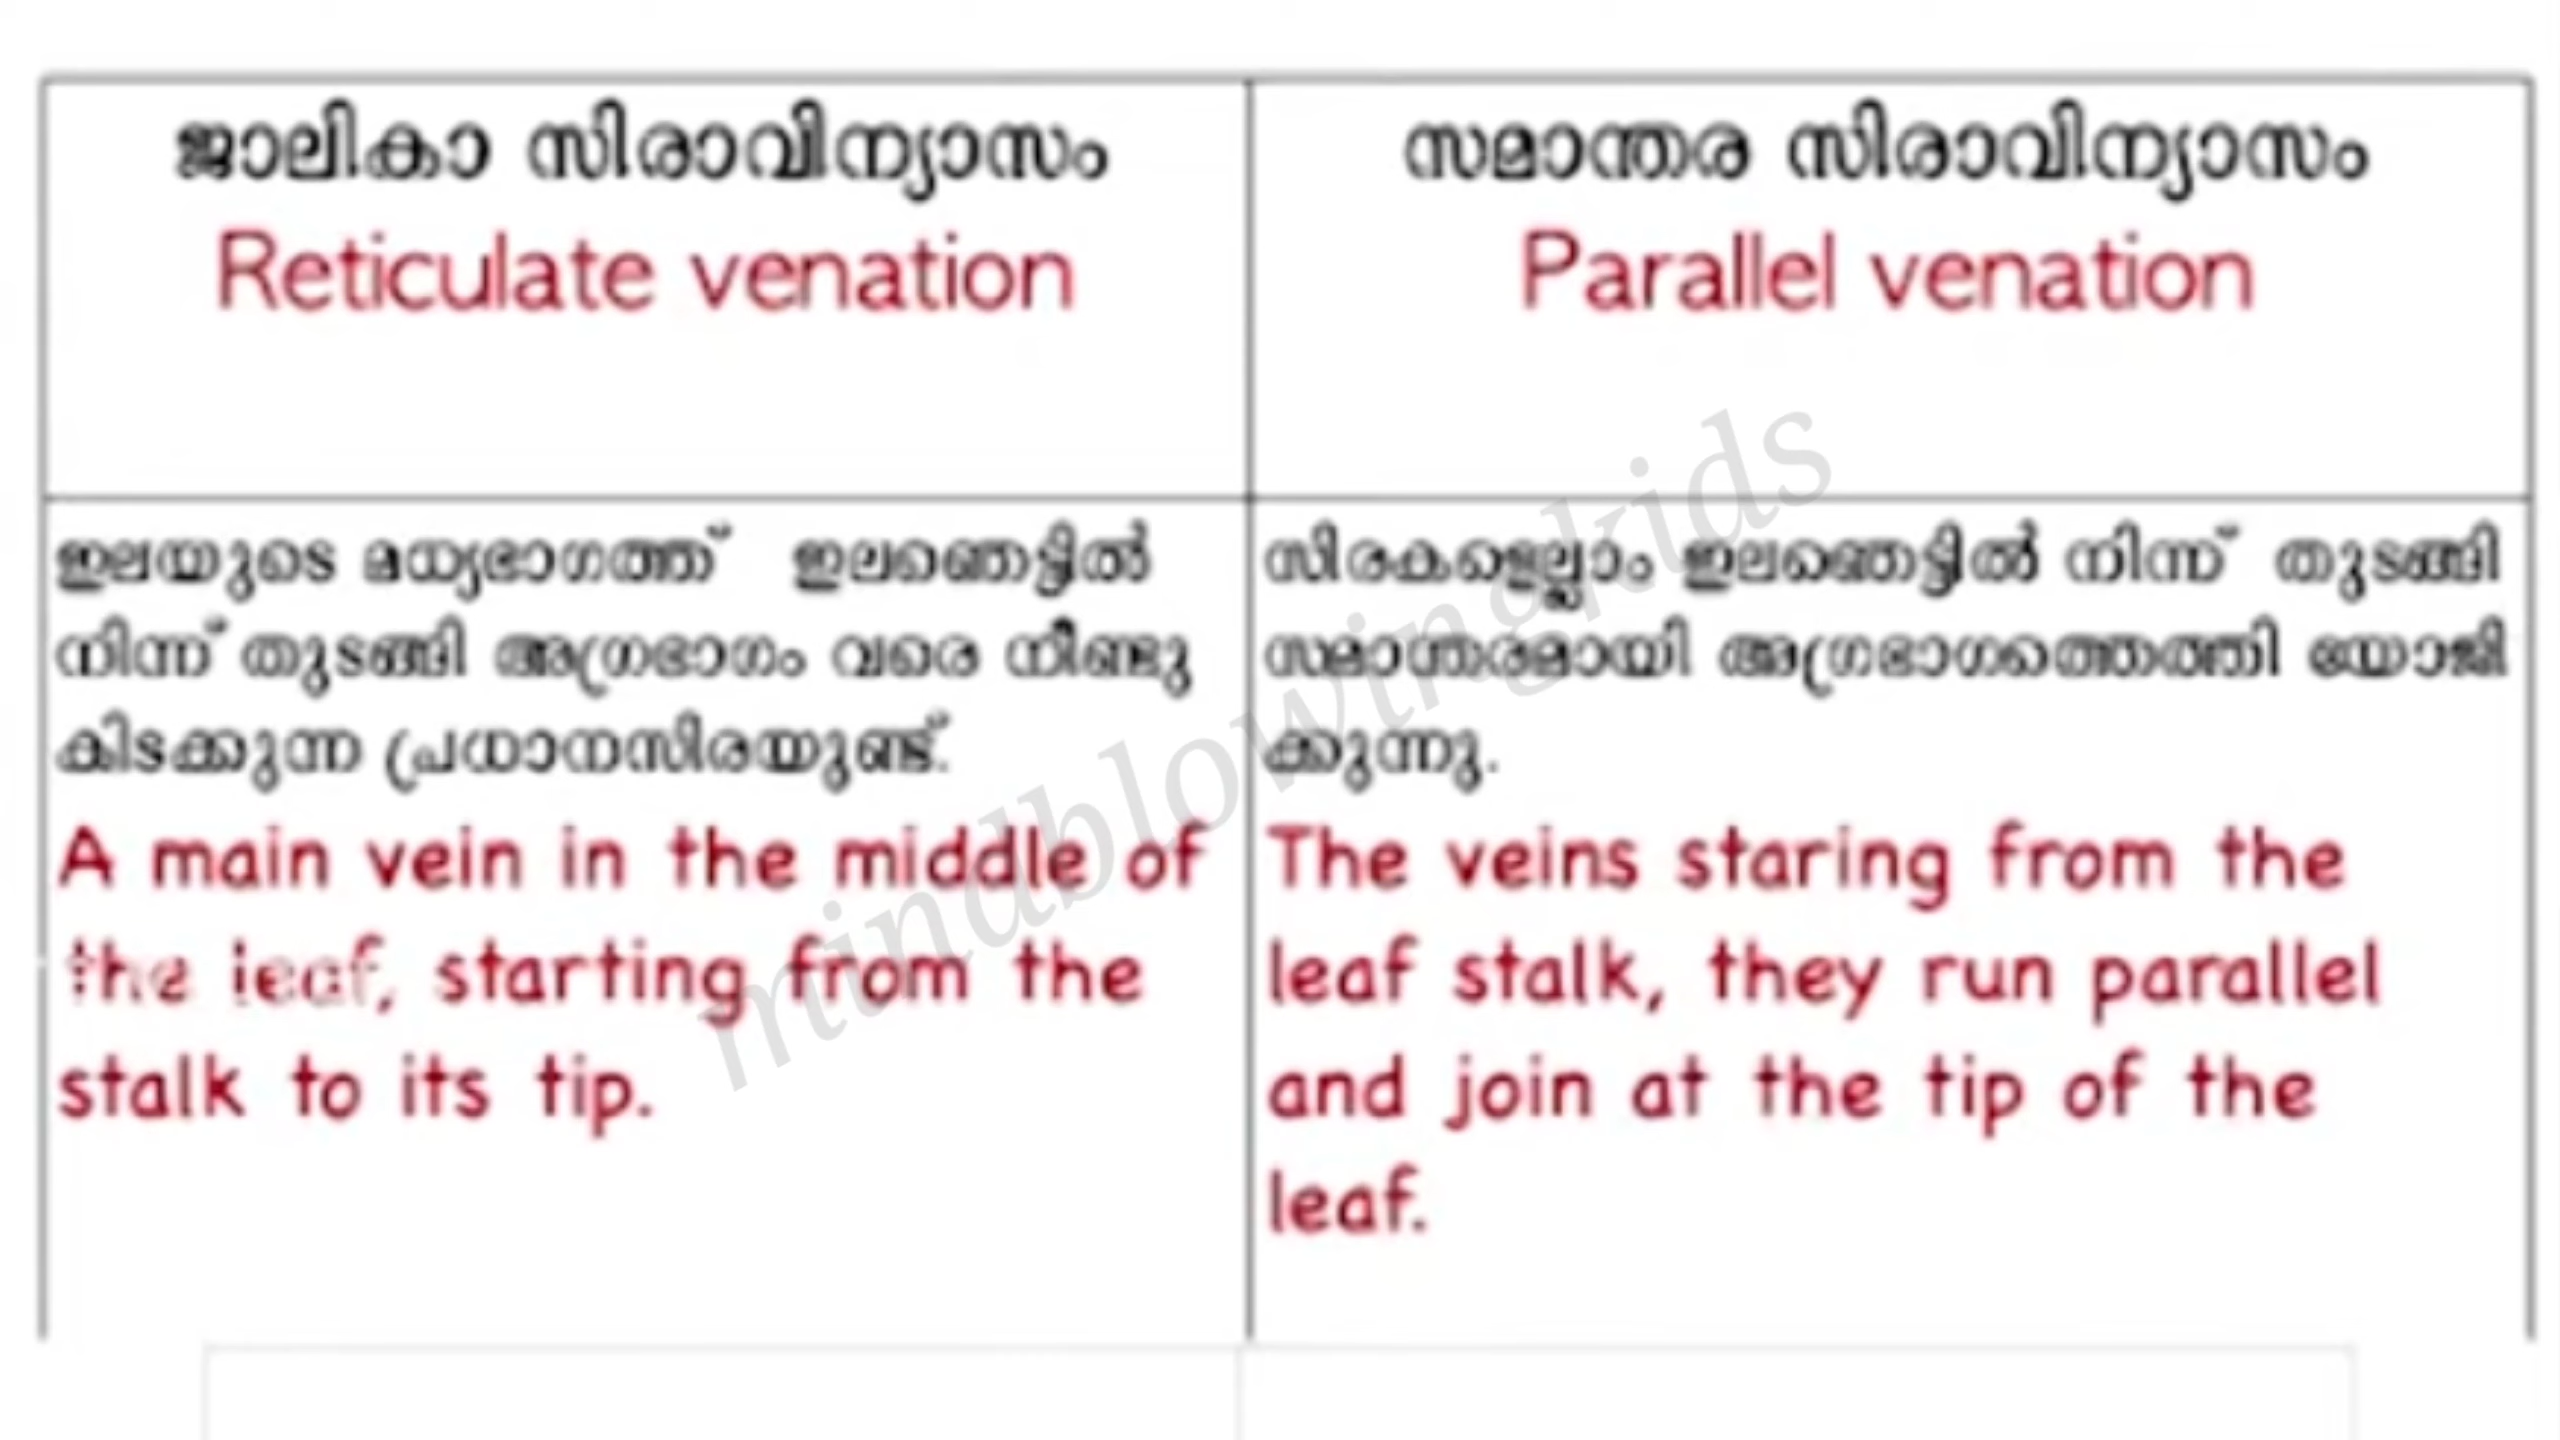 ജാലികാ സിരാവിന്യാസം
Reticulate venation
സമാന്തര സിരാവിന്യാസം
Parallel venation
ഇലയുടെ മധ്യഭാഗത്ത് ഇലഞെട്ടിൽ
നിന്ന് തുടങ്ങി അഗ്രഭാഗം വരെ നീണ്ടു
കിടക്കുന്ന പ്രധാനസിരയുണ്ട്.
A main vein in the middle of
the leaf, starting from the
stalk to its tip.
സിരകളെല്ലാം ഇലഞെട്ടിൽ നിന്ന് തുടങ്ങി
സമാന്തരമായി അഗ്രഭാഗത്തെത്തി യോജി
ക്കുന്നു.
The veins staring from the
leaf stalk, they run parallel
and join at the tip of the
leaf.
mindblowingkids